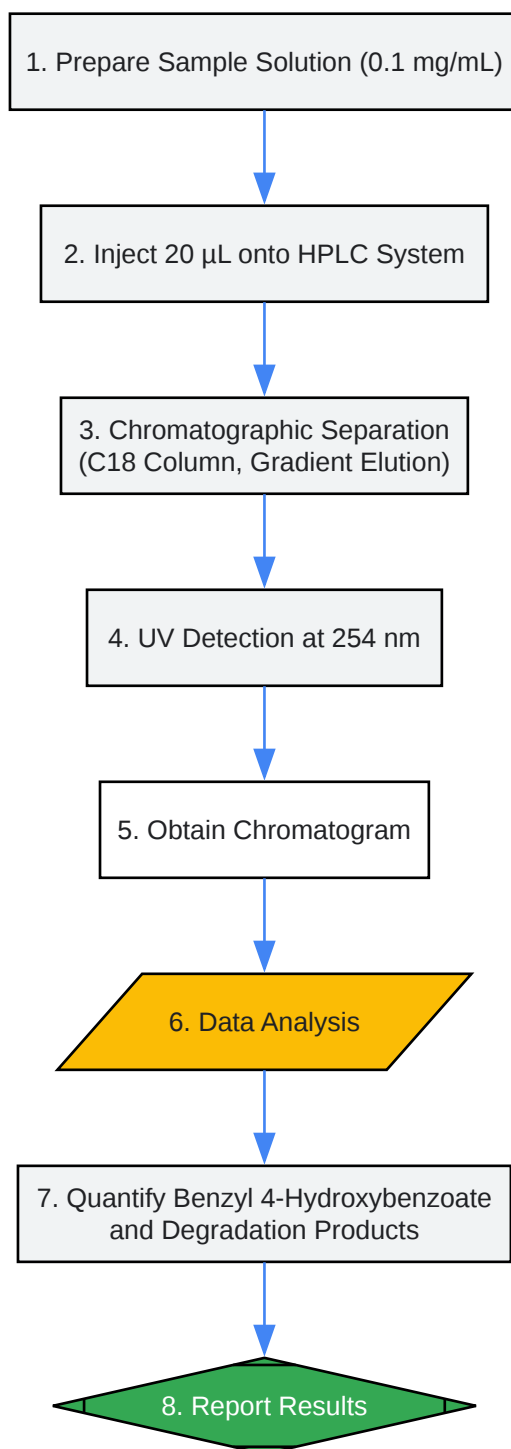 1. Prepare Sample Solution (0.1 mg/mL)
2. Inject 20 µL onto HPLC System
3. Chromatographic Separation
(C18 Column, Gradient Elution)
4. UV Detection at 254 nm
5. Obtain Chromatogram
6. Data Analysis
7. Quantify Benzyl 4-Hydroxybenzoate
and Degradation Products
8. Report Results